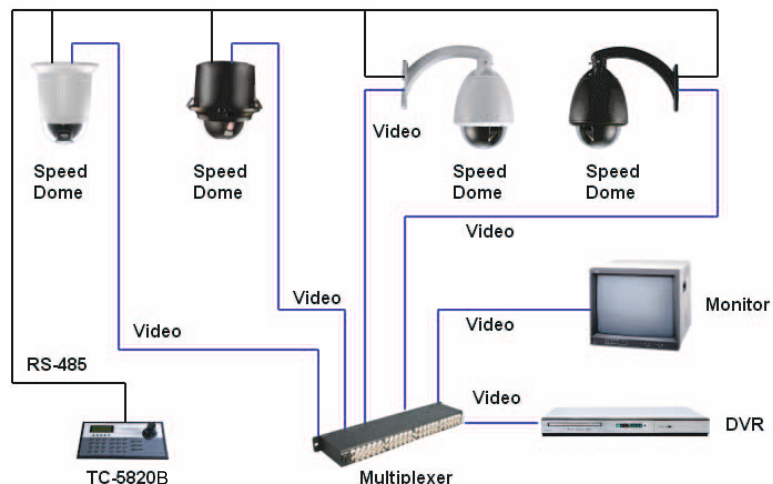 Video
Speed
Dome
Speed
Dome
Speed
Dome
Speed
Dome
Video
Video
Video
Video
Monitor
RS-485
Video
DVR
TC-5820B
Multiplexer